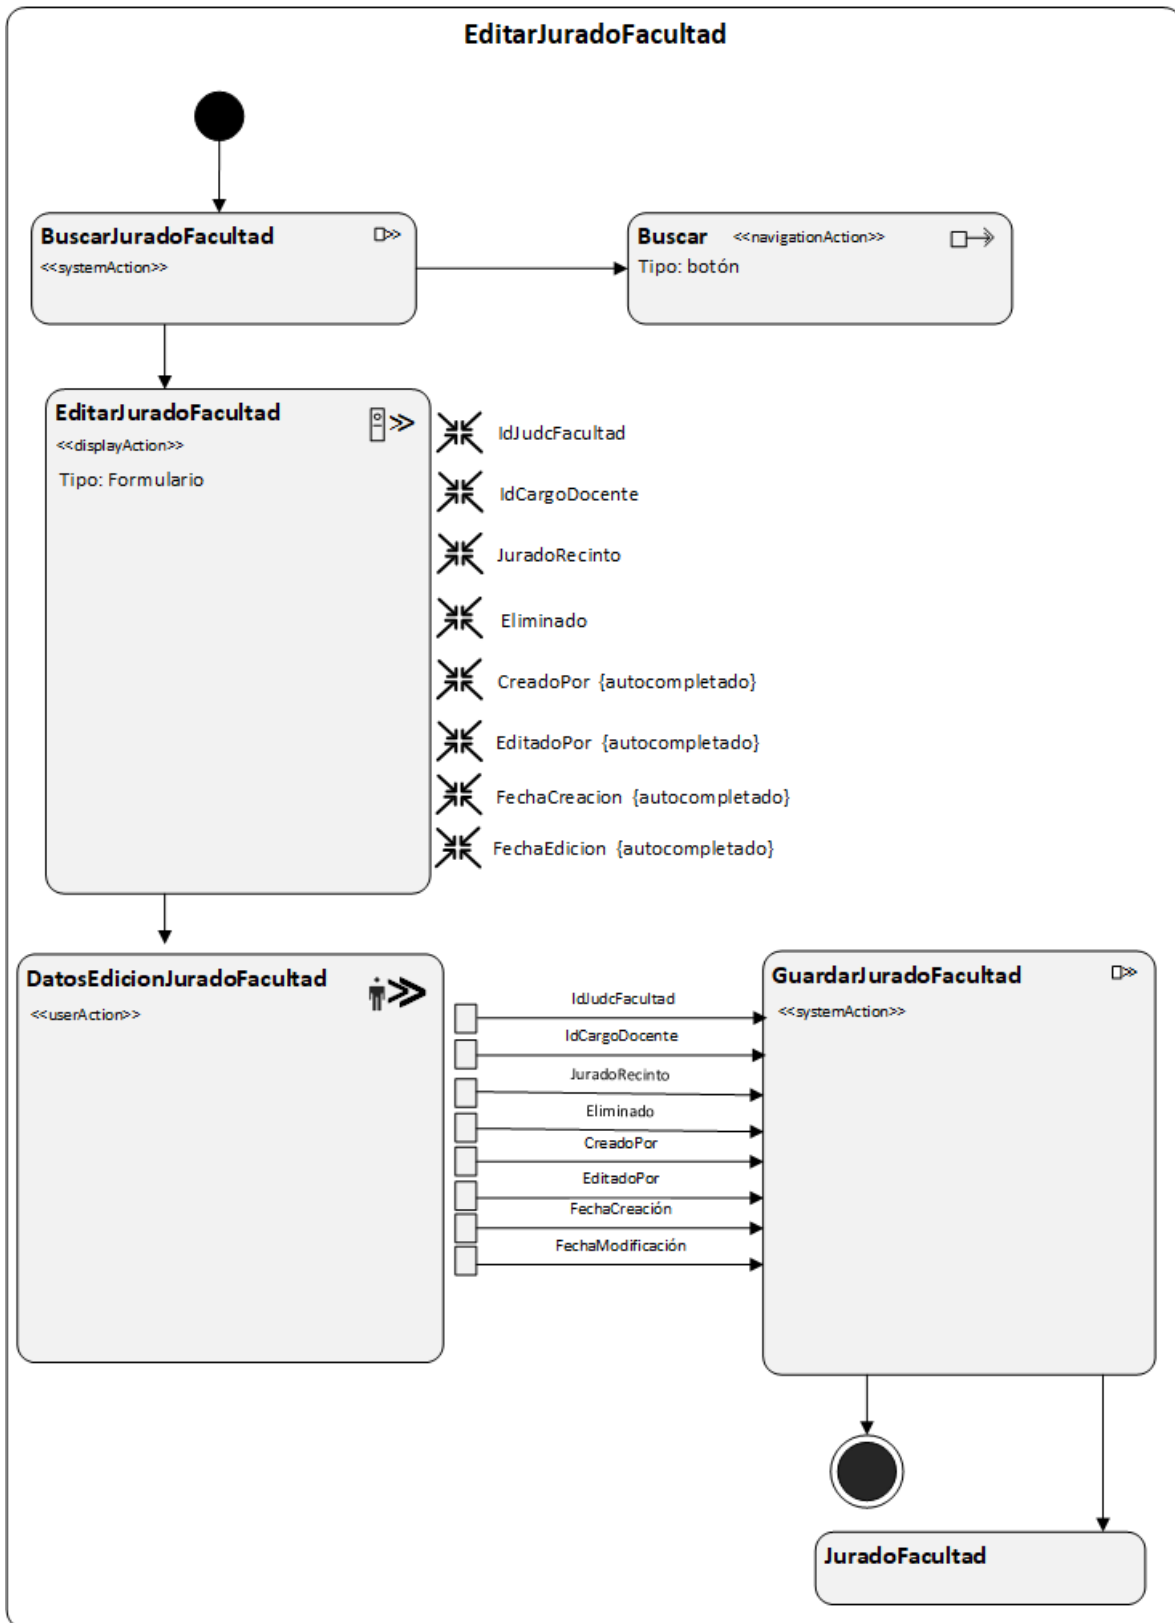 EditarJuradoFacultad
BuscarJuradoFacultad
<<systemAction>>
Buscar <<navigationAction>>
Tipo: botón
EditarJuradoFacultad
<<displayAction>>
Tipo: Formulario
IdJudcFacultad
IdCargoDocente
JuradoRecinto
Eliminado
CreadoPor {autocompletado}
EditadoPor {autocompletado}
FechaCreacion {autocompletado}
FechaEdicion {autocompletado}
DatosEdicionJuradoFacultad
<<userAction>>
IdJudcFacultad
IdCargoDocente
JuradoRecinto
Eliminado
CreadoPor
EditadoPor
FechaCreación
FechaModificación
GuardarJuradoFacultad
<<systemAction>>
JuradoFacultad